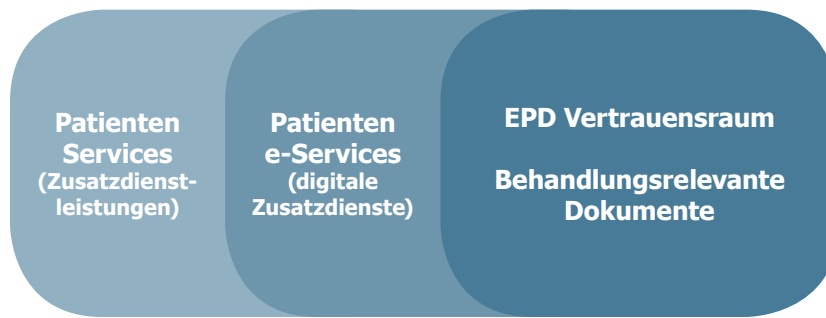 Patienten
Services
(Zusatzdienst-
leistungen)
Patienten
e-Services
(digitale
Zusatzdienste)
EPD Vertrauensraum
Behandlungsrelevante
Dokumente